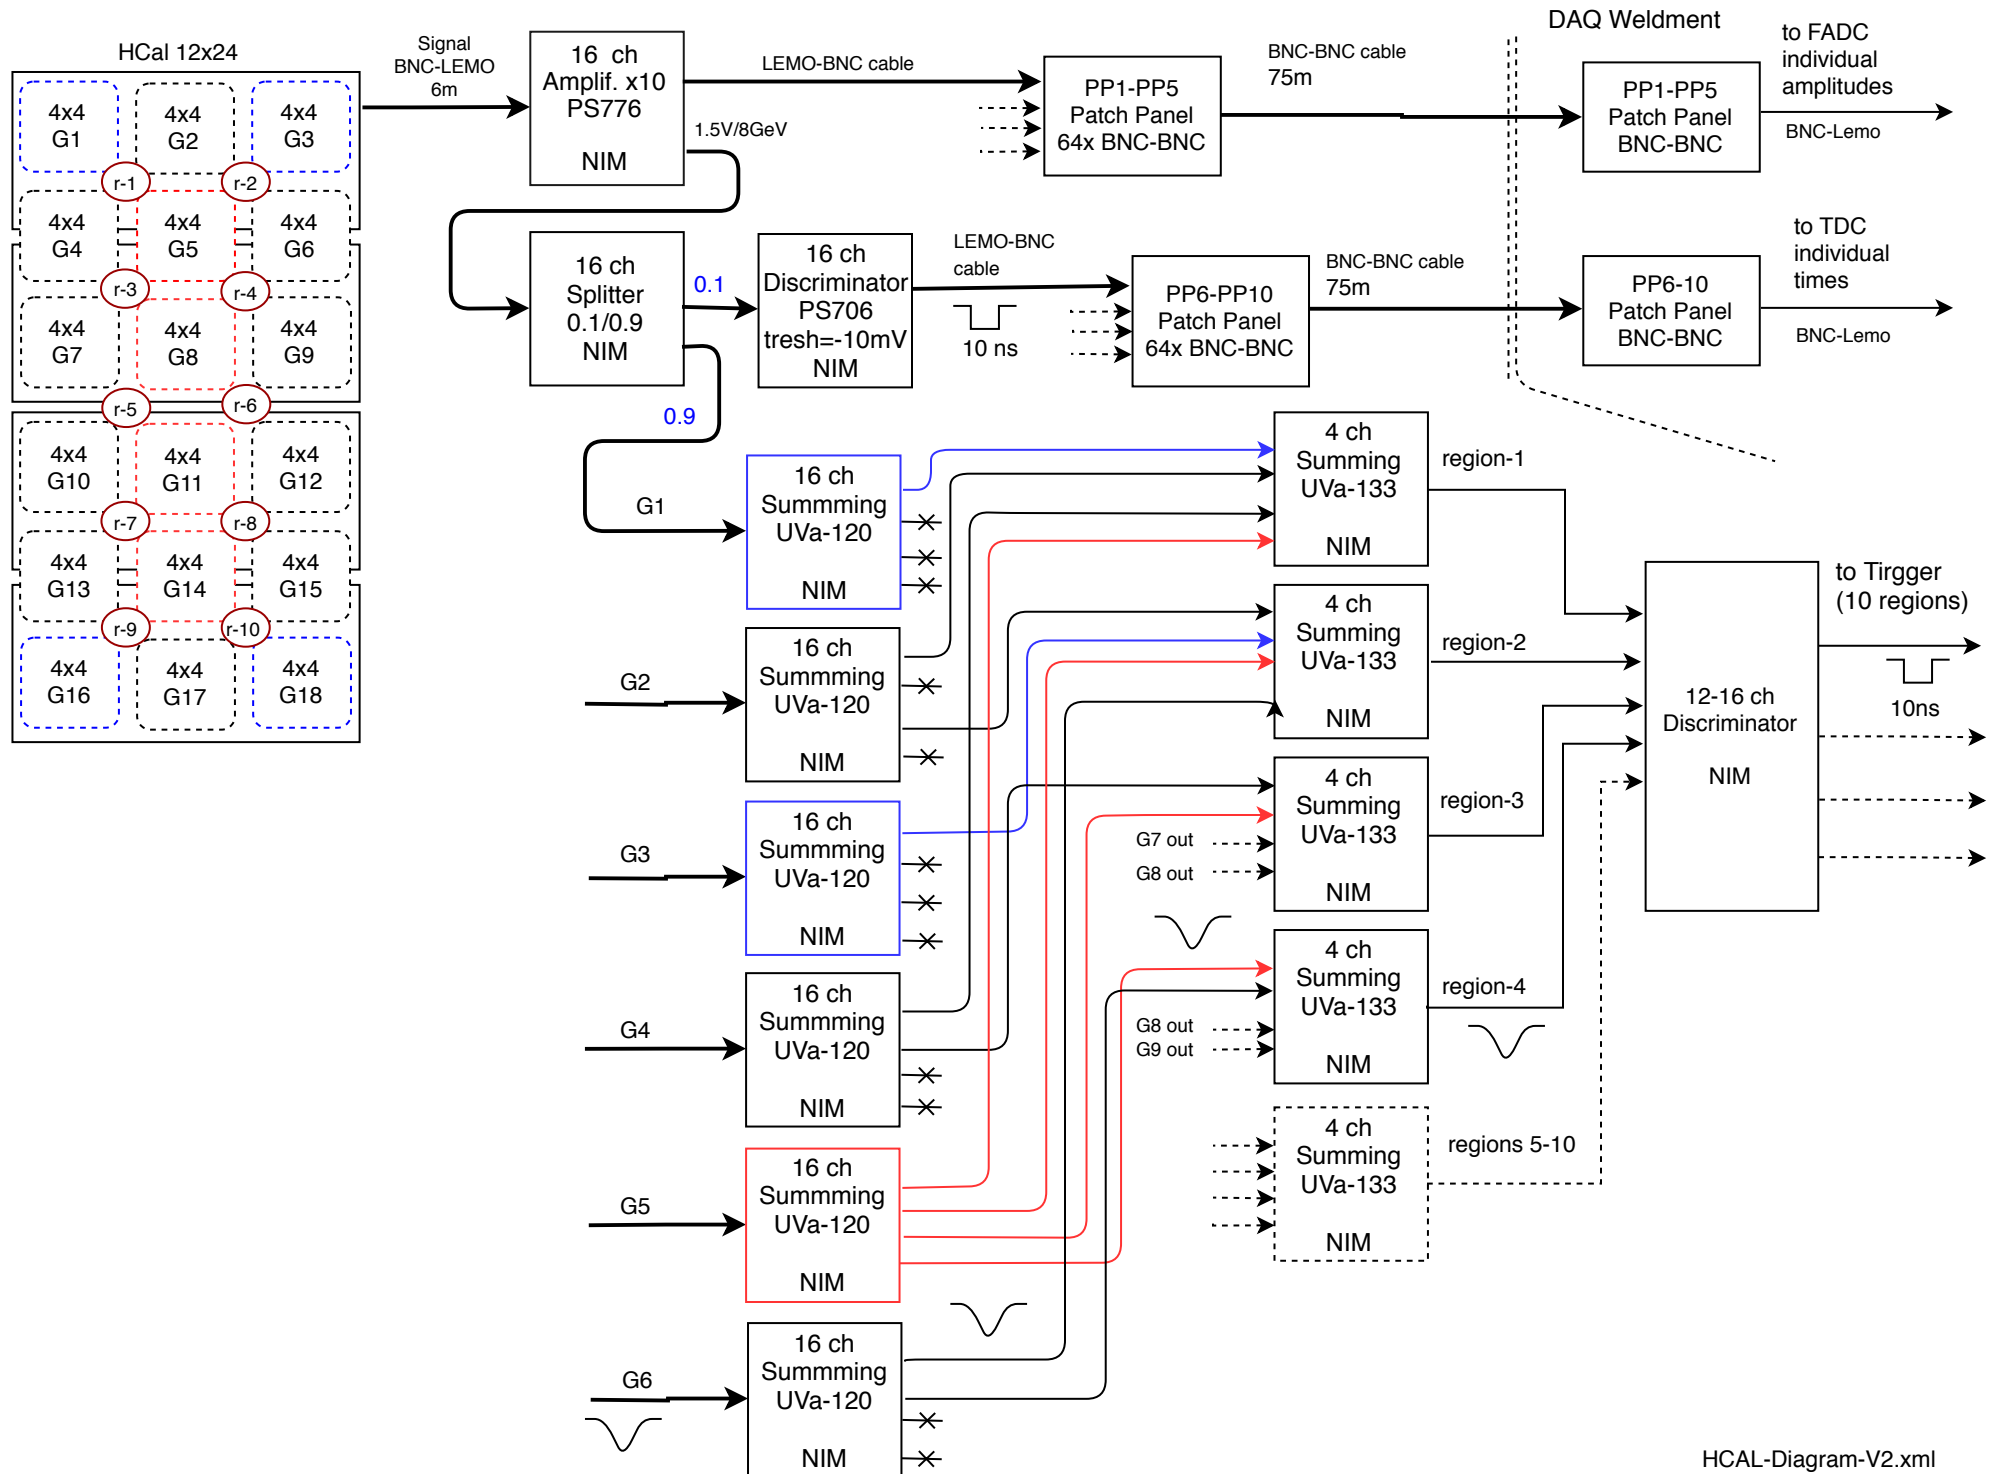 HCal 12x24
4x4
G1
4x4
G2
4x4
G3
r-1
r-2
4x4
G4
4x4
G5
4x4
G6
r-3
r-4
4x4
G7
4x4
G8
4x4
G9
r-5
r-6
4x4
G10
4x4
G11
4x4
G12
r-7
r-8
4x4
G13
4x4
G14
4x4
G15
r-9
r-10
4x4
G16
4x4
G17
4x4
G18
Signal
BNC-LEMO
6m
16 ch
Amplif. x10
PS776
NIM
LEMO-BNC cable
1.5V/8GeV
PP1-PP5
Patch Panel
64x BNC-BNC
BNC-BNC cable
75m
DAQ Weldment
PP1-PP5
Patch Panel
BNC-BNC
to FADC
individual
amplitudes
BNC-Lemo
16 ch
Splitter
0.1/0.9
NIM
0.1
0.9
16 ch
Discriminator
PS706
tresh=-10mV
NIM
LEMO-BNC
cable
10 ns
PP6-PP10
Patch Panel
64x BNC-BNC
BNC-BNC cable
75m
PP6-10
Patch Panel
BNC-BNC
to TDC
individual
times
BNC-Lemo
G1
16 ch
Summming
UVa-120
NIM
G2
16 ch
Summming
UVa-120
NIM
G3
16 ch
Summming
UVa-120
NIM
G4
16 ch
Summming
UVa-120
NIM
G5
16 ch
Summming
UVa-120
NIM
G6
16 ch
Summming
UVa-120
NIM
4 ch
Summing
UVa-133
NIM
region-1
4 ch
Summing
UVa-133
NIM
region-2
G7 out
G8 out
4 ch
Summing
UVa-133
NIM
region-3
G8 out
G9 out
4 ch
Summing
UVa-133
NIM
region-4
4 ch
Summing
UVa-133
NIM
regions 5-10
12-16 ch
Discriminator
NIM
to Tirgger
(10 regions)
10ns
HCAL-Diagram-V2.xml